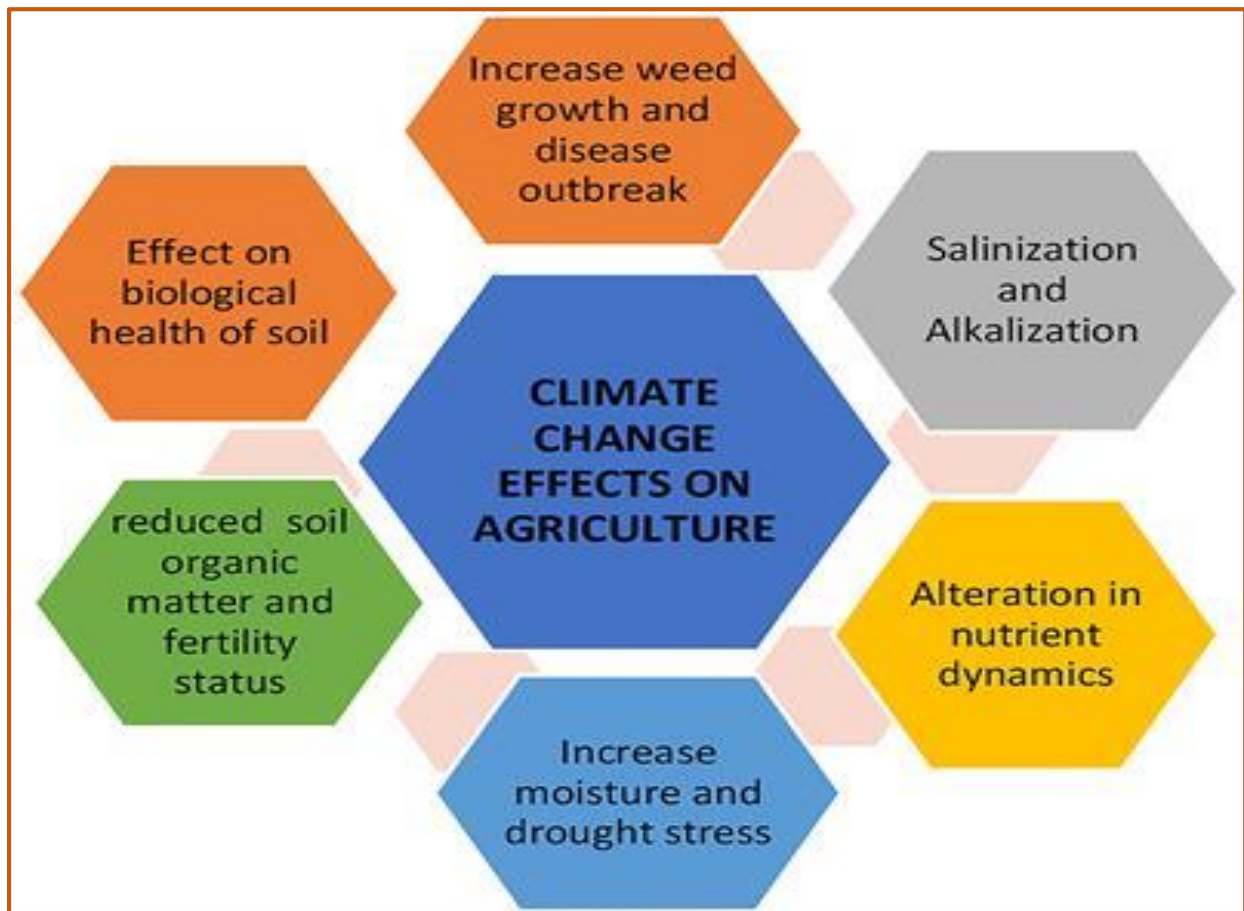 Increase weed
growth and
disease
outbreak
Effect on
biological
health of soil
Salinization
and
Alkalization
CLIMATE
CHANGE
EFFECTS ON
AGRICULTURE
reduced soil
organic
matter and
fertility
status
Alteration in
nutrient
dynamics
Increase
moisture and
drought stress